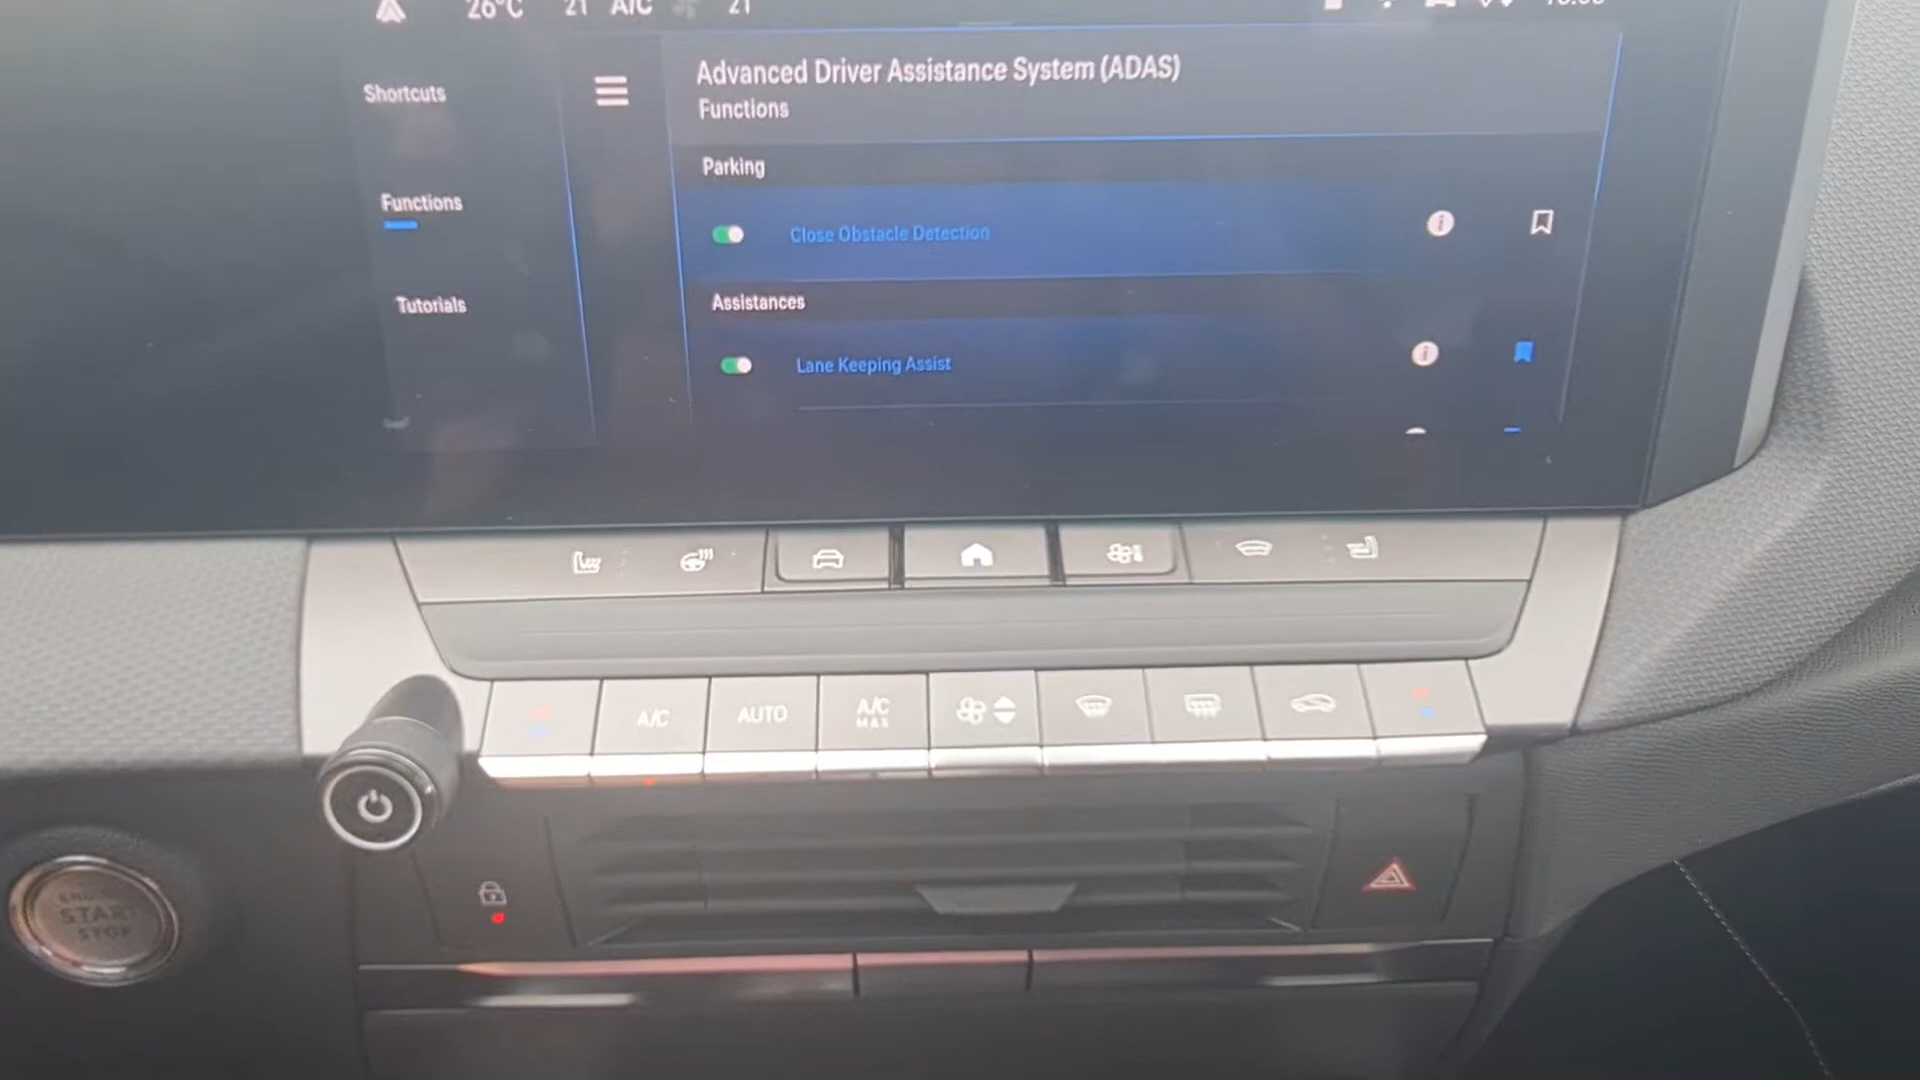 26°C 21 A/C 21
Shortcuts
Advanced Driver Assistance System (ADAS)
Functions
Parking
Functions
Close Obstacle Detection
Tutorials
Assistances
Lane Keeping Assist
A/C
AUTO
A/C
MAX
START
STOP